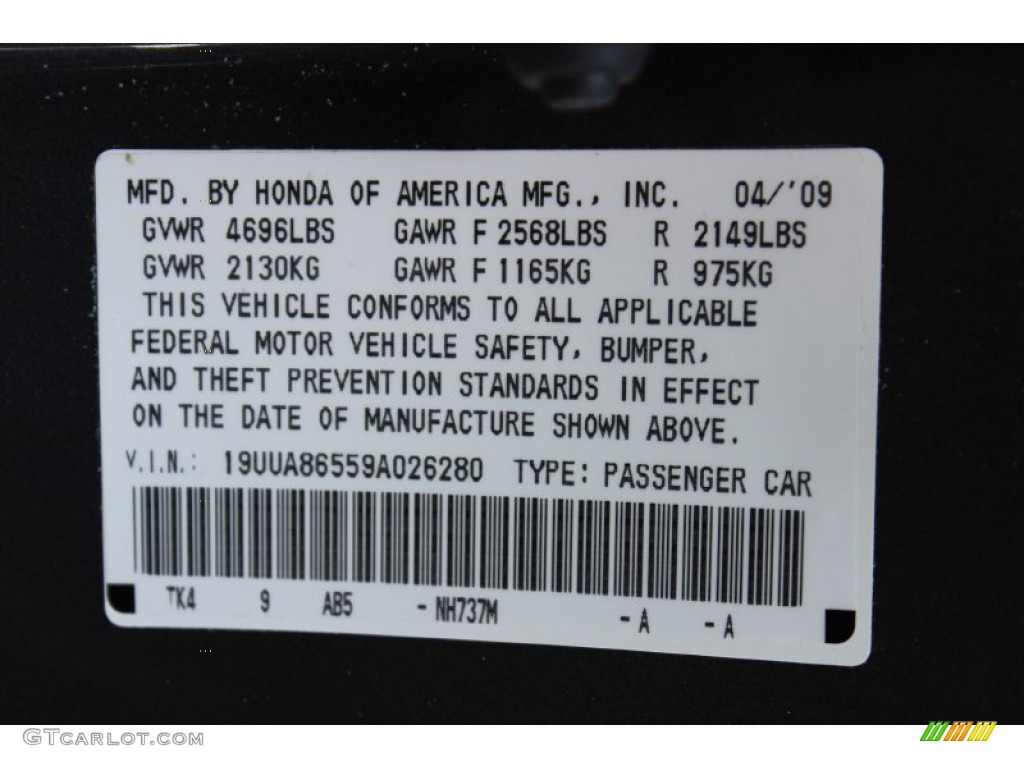 MFD. BY HONDA OF AMERICA MFG., INC. 04/'09
GVWR 4696LBS GAWR F 2568LBS R 2149LBS
GVWR 2130KG GAWR F 1165KG R 975KG
THIS VEHICLE CONFORMS TO ALL APPLICABLE
FEDERAL MOTOR VEHICLE SAFETY, BUMPER,
AND THEFT PREVENTION STANDARDS IN EFFECT
ON THE DATE OF MANUFACTURE SHOWN ABOVE.
V.I.N.: 19UUA86559A026280 TYPE: PASSENGER CAR
TK4 9 AB5 -NH737M -A -A
GTCARLOT.COM